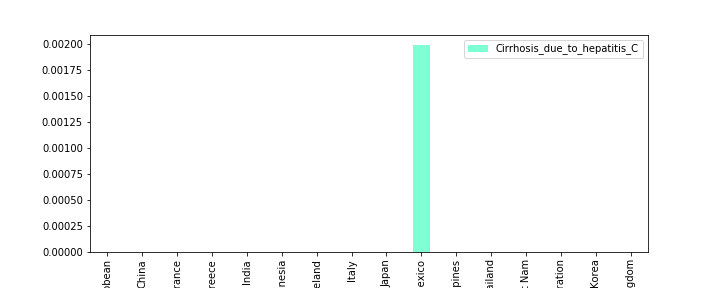 Cirrhosis_due_to_hepatitis_C
0.00200
0.00175
0.00150
0.00125
0.00100
0.00075
0.00050
0.00025
0.00000
bbean
China
rance
reece
India
nesia
eland
Italy
Japan
exico
pines
ailand
: Nam
ration
Korea
gdom